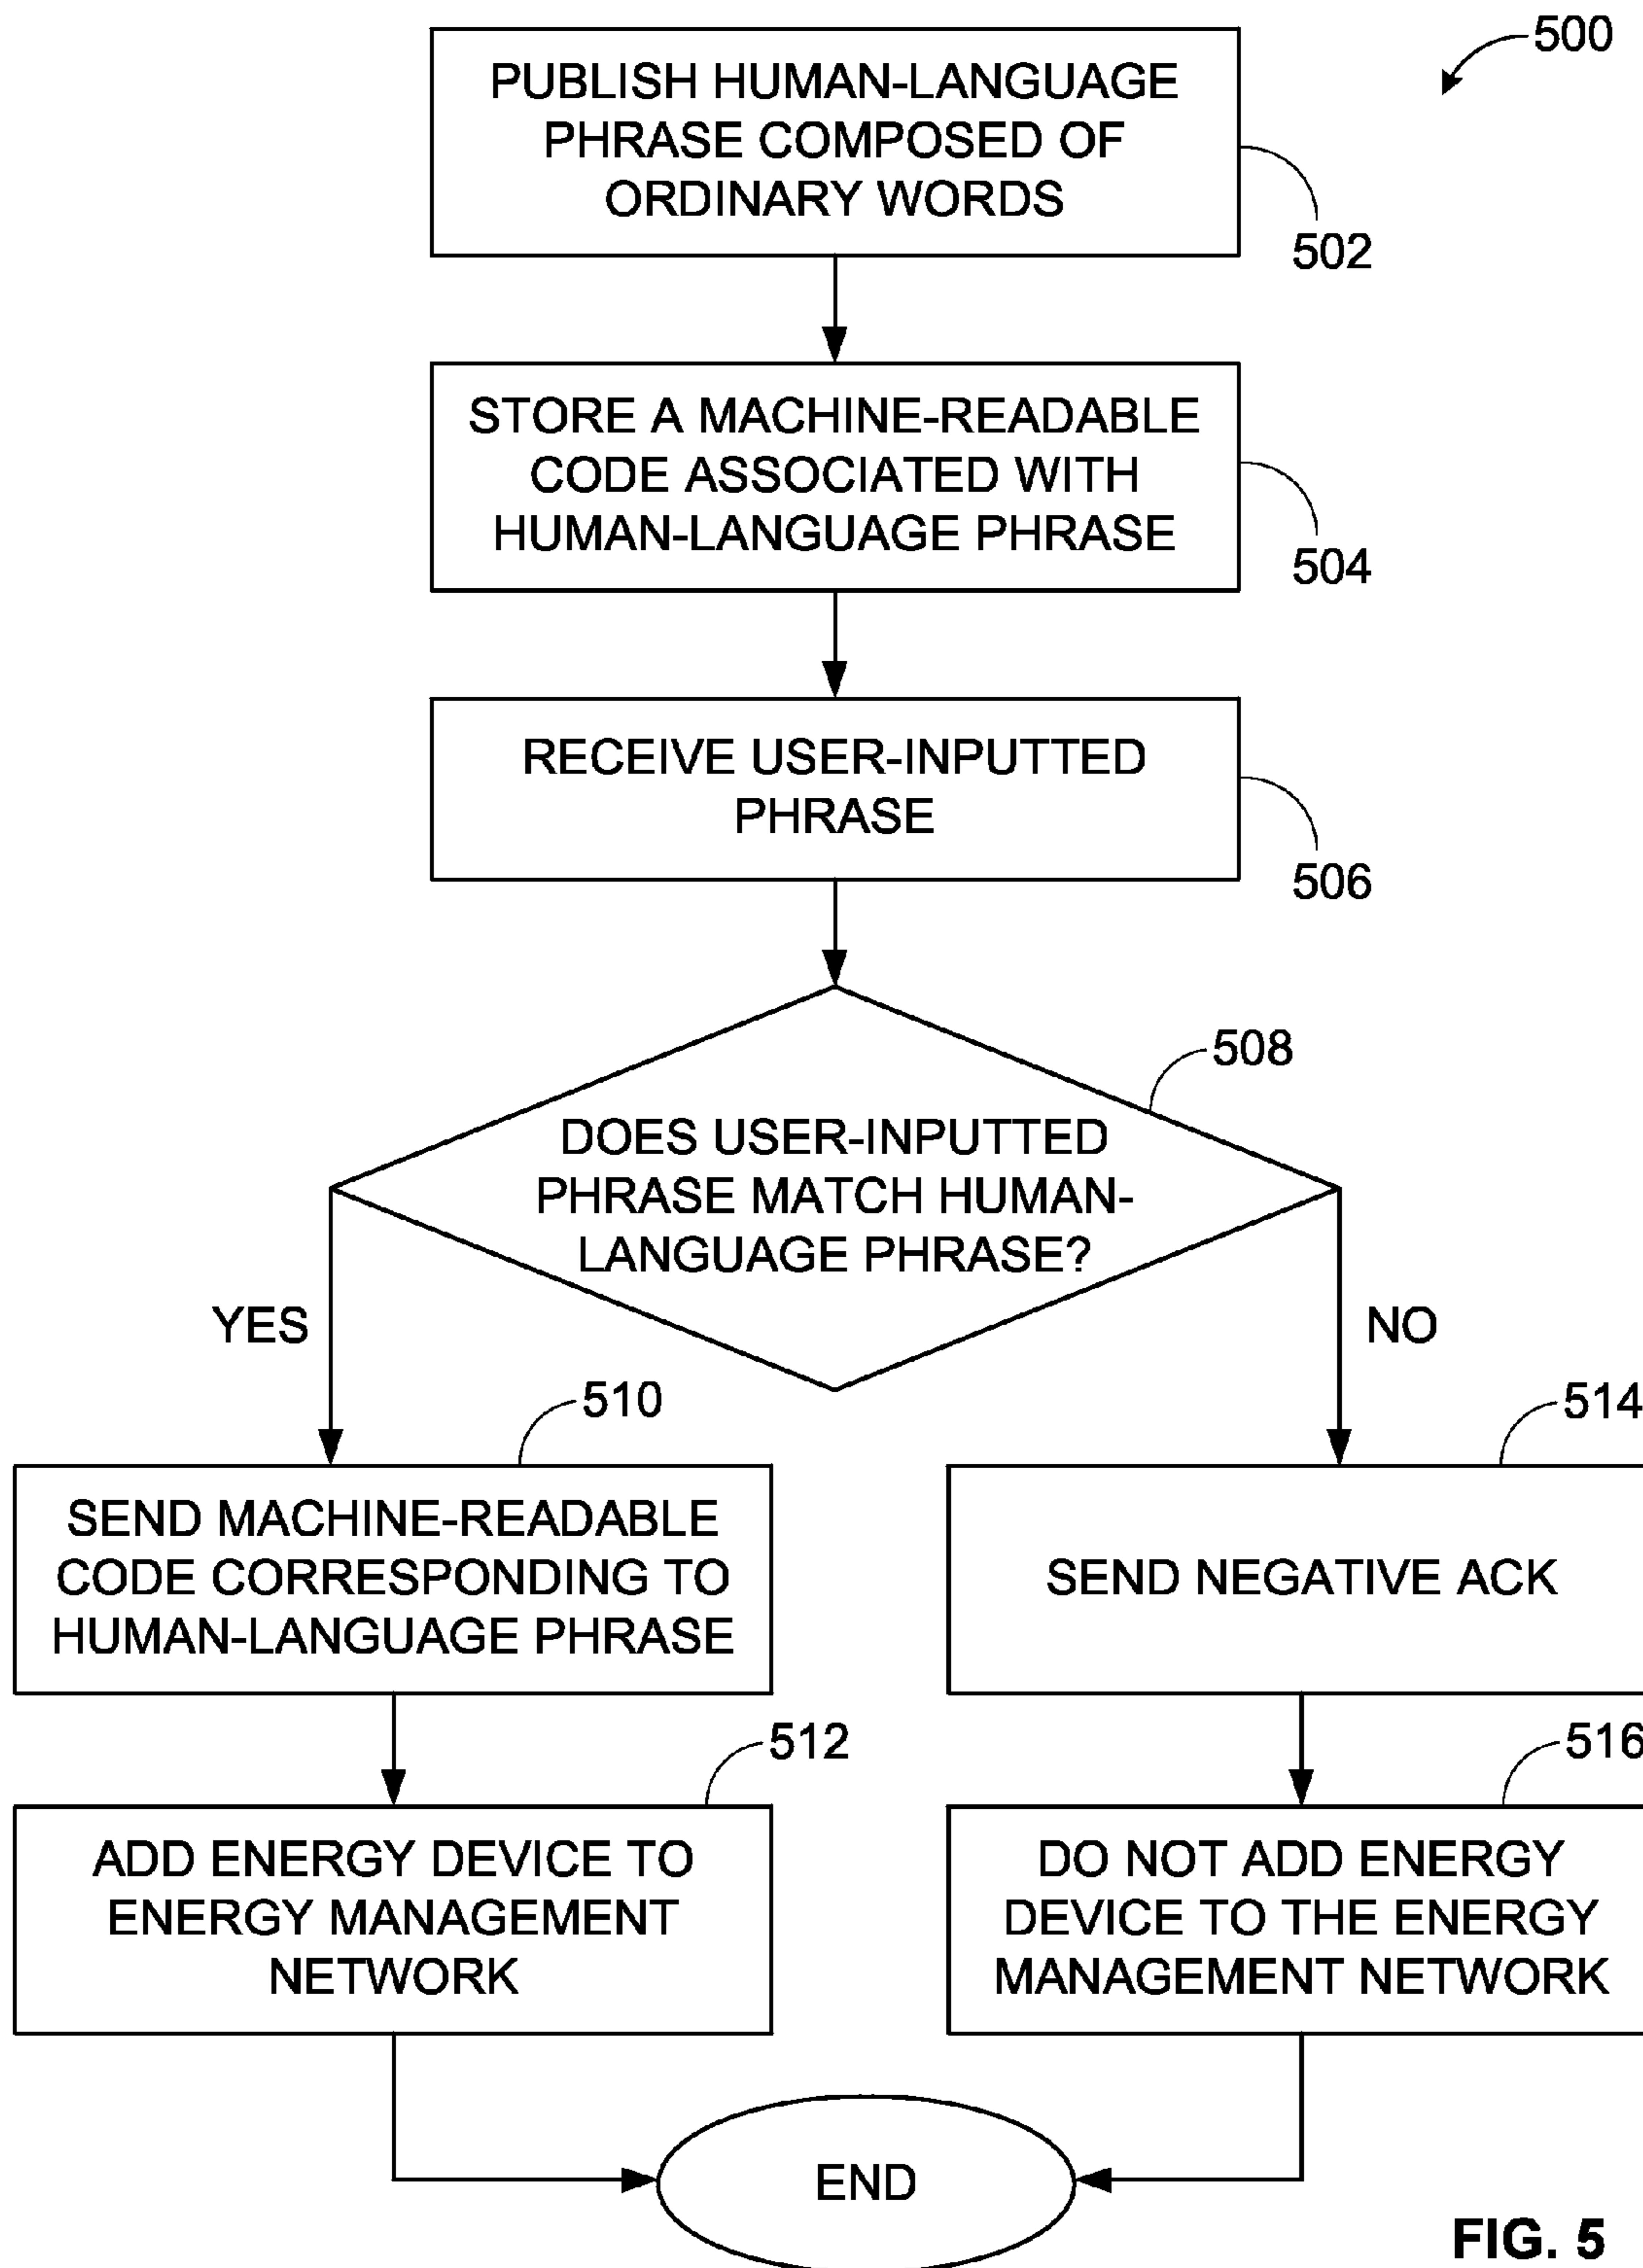 500
PUBLISH HUMAN-LANGUAGE
PHRASE COMPOSED OF
ORDINARY WORDS
502
STORE A MACHINE-READABLE
CODE ASSOCIATED WITH
HUMAN-LANGUAGE PHRASE
504
RECEIVE USER-INPUTTED
PHRASE
506
508
DOES USER-INPUTTED
PHRASE MATCH HUMAN-
LANGUAGE PHRASE?
YES
NO
510
514
SEND MACHINE-READABLE
CODE CORRESPONDING TO
HUMAN-LANGUAGE PHRASE
SEND NEGATIVE ACK
512
516
ADD ENERGY DEVICE TO
ENERGY MANAGEMENT
NETWORK
DO NOT ADD ENERGY
DEVICE TO THE ENERGY
MANAGEMENT NETWORK
END
FIG. 5